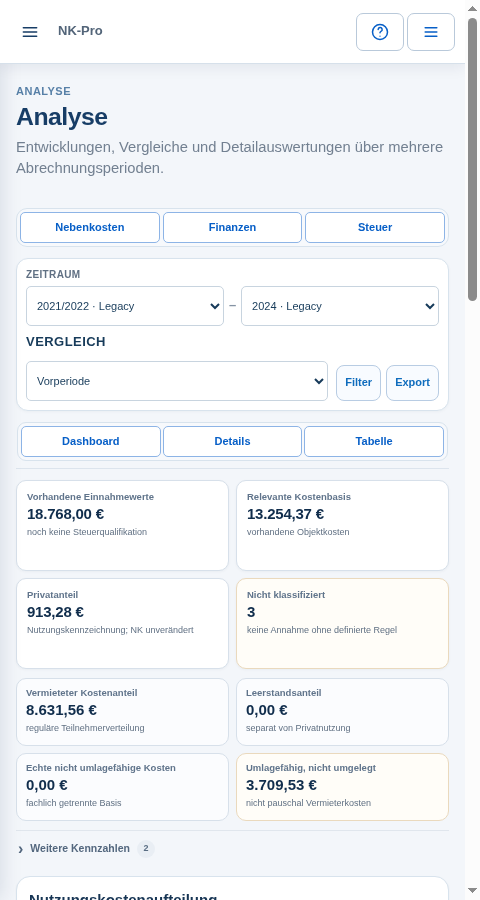 NK-Pro
ANALYSE
Analyse
Entwicklungen, Vergleiche und Detailauswertungen über mehrere
Abrechnungsperioden.
Nebenkosten
Finanzen
Steuer
ZEITRAUM
2021/2022 · Legacy
–
2024 · Legacy
VERGLEICH
Vorperiode
Filter
Export
Dashboard
Details
Tabelle
Vorhandene Einnahmewerte
18.768,00 €
noch keine Steuerqualifikation
Relevante Kostenbasis
13.254,37 €
vorhandene Objektkosten
Privatanteil
913,28 €
Nutzungskennzeichnung; NK unverändert
Nicht klassifiziert
3
keine Annahme ohne definierte Regel
Vermieteter Kostenanteil
8.631,56 €
reguläre Teilnehmerverteilung
Leerstandsanteil
0,00 €
separat von Privatnutzung
Echte nicht umlagefähige Kosten
0,00 €
fachlich getrennte Basis
Umlagefähig, nicht umgelegt
3.709,53 €
nicht pauschal Vermieterkosten
› Weitere Kennzahlen 2
Nutzungskostenaufteilung